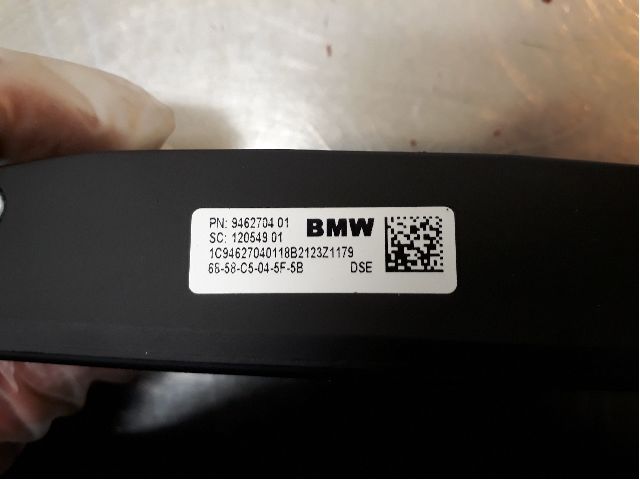 PN: 9462704 01 BMW
SC: 120549 01
1C94627040118B2123Z1179
68-58-C5-04-5F-5B DSE